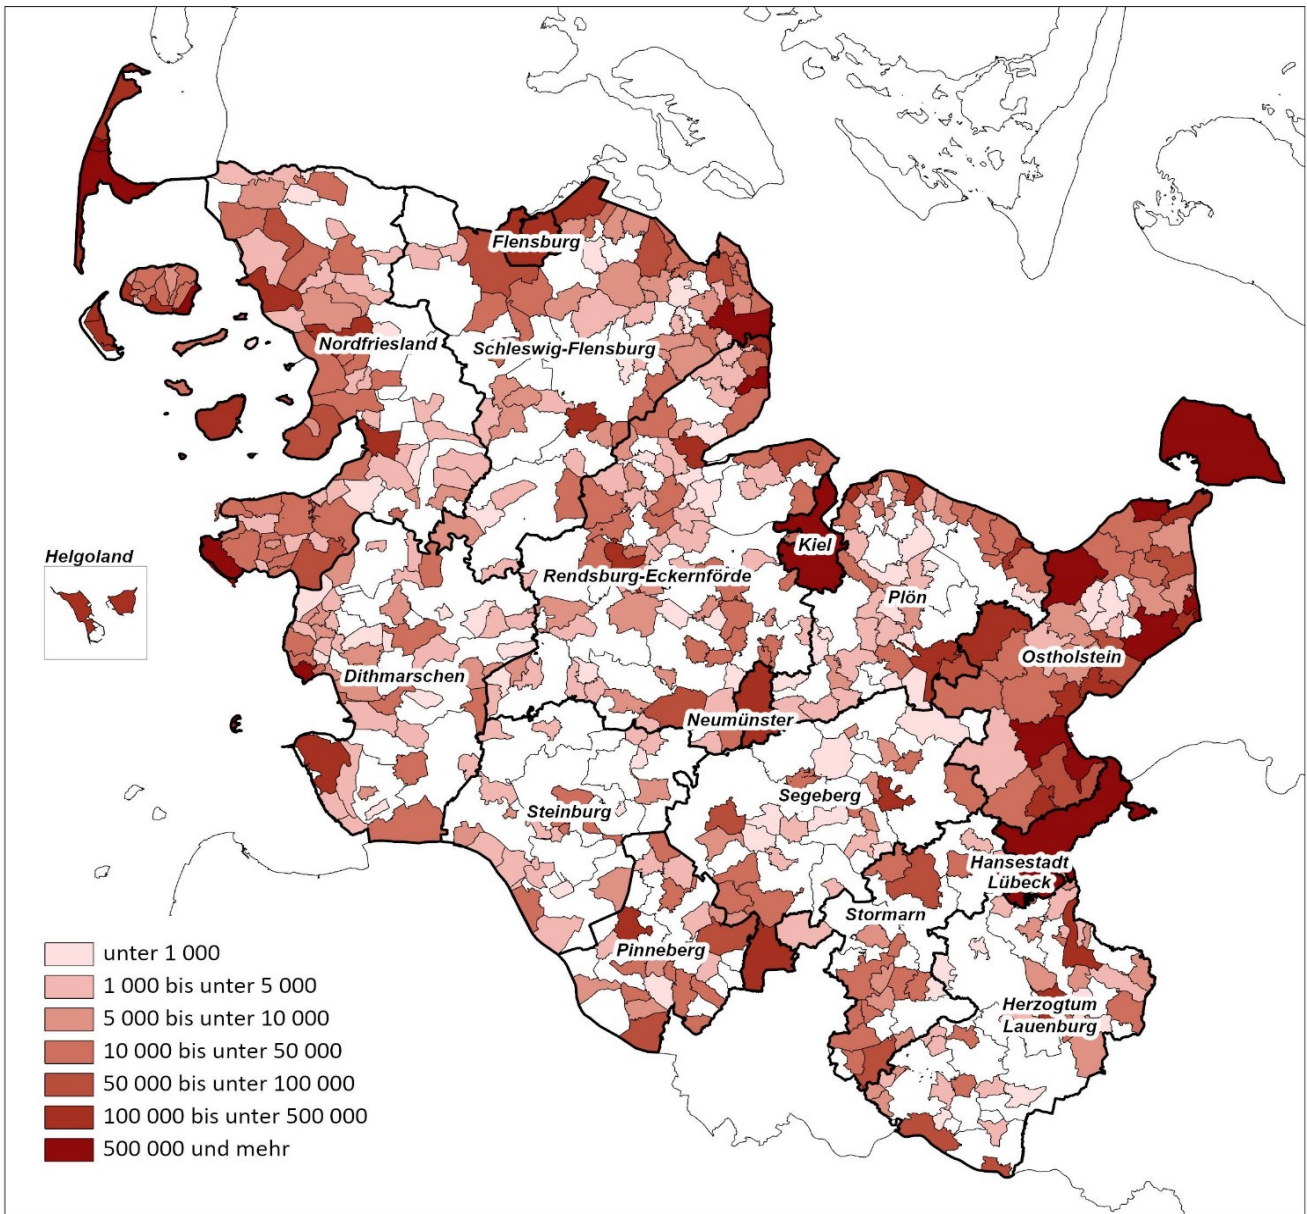 Flensburg
Nordfriesland
Schleswig-Flensburg
Helgoland
Kiel
Rendsburg-Eckernförde
Plön
Ostholstein
Dithmarschen
Neumünster
Segeberg
Steinburg
Hansestadt
Lübeck
Stormarn
Pinneberg
Herzogtum
Lauenburg
unter 1 000
1 000 bis unter 5 000
5 000 bis unter 10 000
10 000 bis unter 50 000
50 000 bis unter 100 000
100 000 bis unter 500 000
500 000 und mehr